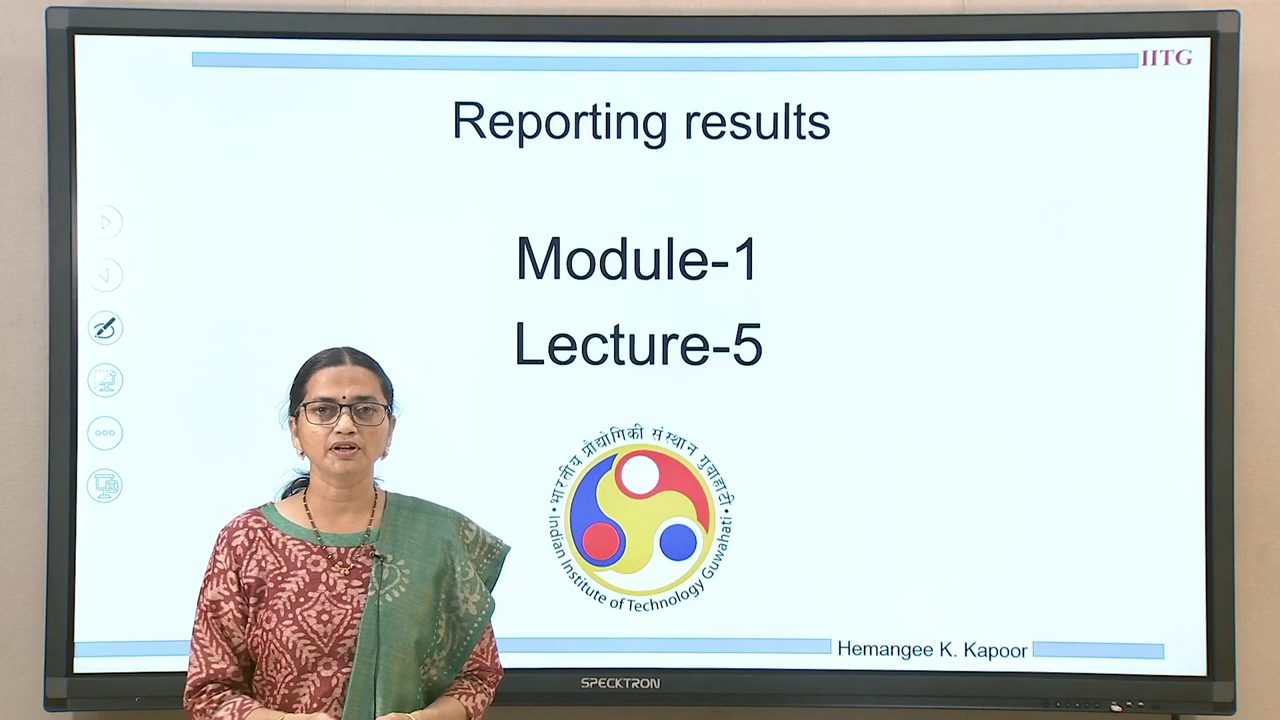 IITG
Reporting results
Module-1
Lecture-5
भारतीय प्रौद्योगिकी संस्थान गुवाहाटी
Indian Institute of Technology Guwahati
Hemangee K. Kapoor
SPECKTRON